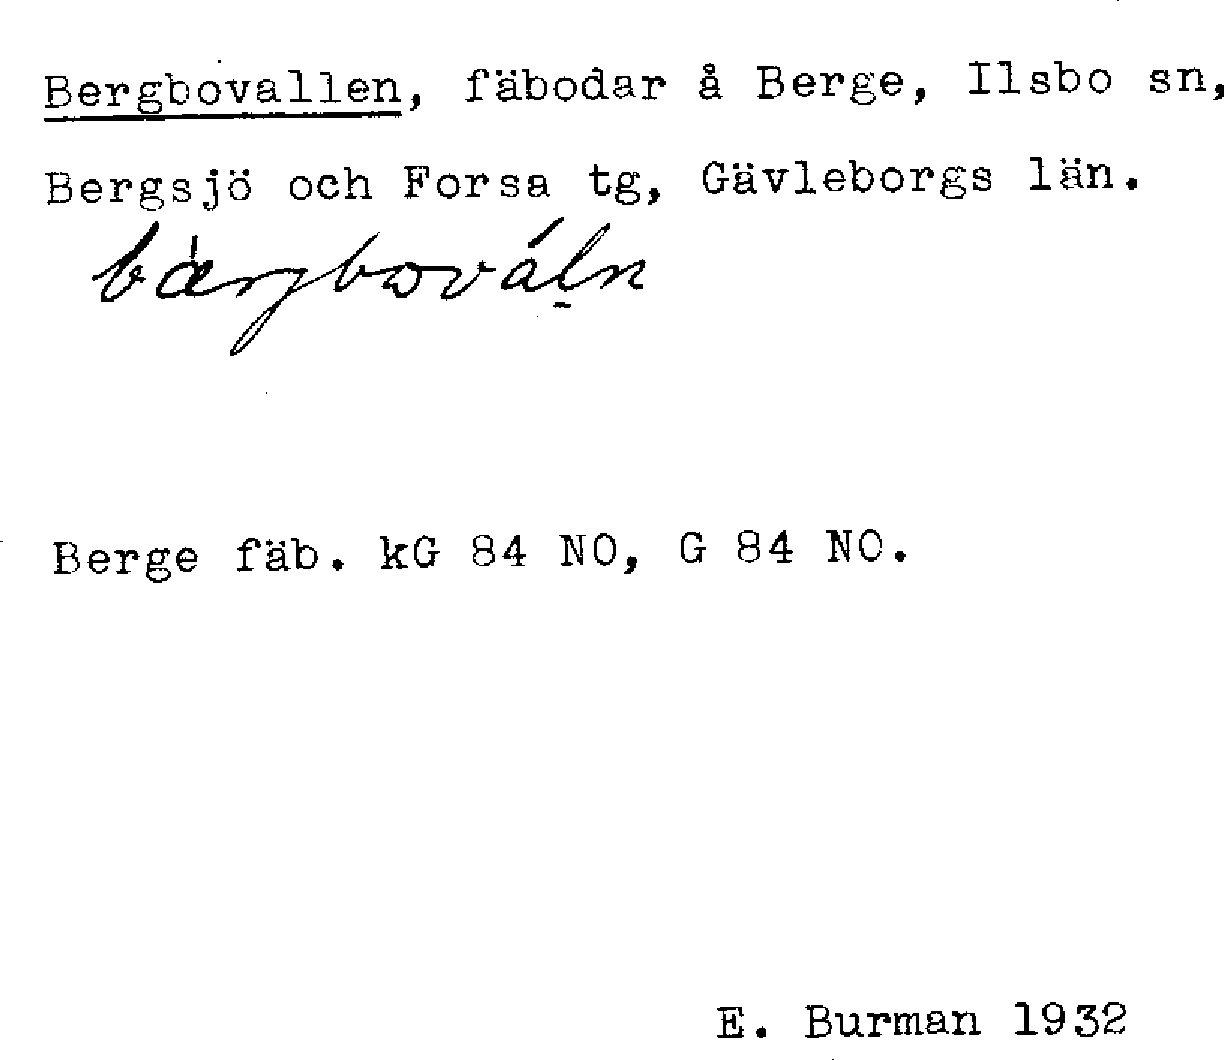 Bergbovallen, fäbodar å Berge, Ilsbo sn,
Bergsjö och Forsa tg, Gävleborgs län.
bærjbovált̠n
Berge fäb. kG 84 NO, G 84 NO.
E. Burman 1932